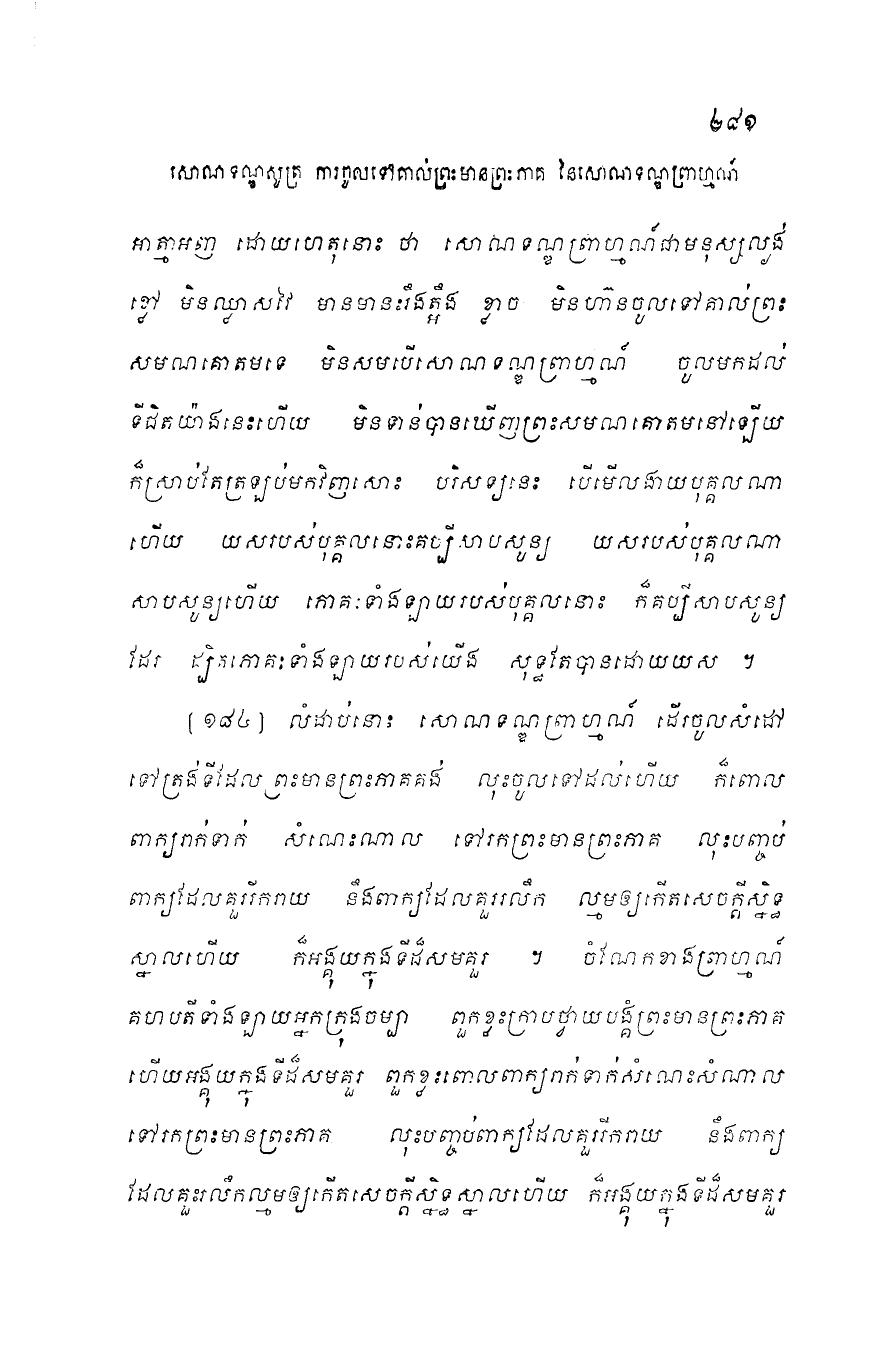 ២៩១
សោណទណ្ឌសូត្រ ការចូលទៅគាល់ព្រះមានព្រះភាគ នៃសោណទណ្ឌព្រាហ្មណ៍
អាត្មាអញ ដោយហេតុនោះ ថា សោណទណ្ឌព្រាហ្មណ៍ជាមនុស្សល្ងង់
ខ្លៅ មិនឈ្លាសវៃ មានមានះរឹងត្អឹង ខ្លាច មិនហ៊ានចូលទៅគាល់ព្រះ
សមណគោតមទេ មិនសមបើសោណទណ្ឌព្រាហ្មណ៍ ចូលមកដល់
ទីជិតយ៉ាងនេះហើយ មិនទាន់បានឃើញព្រះសមណគោតមនៅឡើយ
ក៏ស្រាប់តែត្រឡប់មកវិញសោះ បរិសទ្យនេះ បើមើលងាយបុគ្គលណា
ហើយ យសរបស់បុគ្គលនោះគប្បីសាបសូន្យ យសរបស់បុគ្គលណា
សាបសូន្យហើយ ភោគៈទាំងឡាយរបស់បុគ្គលនោះ ក៏គប្បីសាបសូន្យ
ដែរ ដ្បិតភោគៈទាំងឡាយរបស់យើង សុទ្ធតែបានដោយយស ។
(១៨៤) លំដាប់នោះ សោណទណ្ឌព្រាហ្មណ៍ ដើរចូលសំដៅ
ទៅត្រង់ទីដែលព្រះមានព្រះភាគគង់ លុះចូលទៅដល់ហើយ ក៏ពោល
ពាក្យរាក់ទាក់ សំណេះណាល ទៅរកព្រះមានព្រះភាគ លុះបញ្ចប់
ពាក្យដែលគួររីករាយ នឹងពាក្យដែលគួររលឹក ល្មមឲ្យកើតសេចក្តីស្និទ្ធ
ស្នាលហើយ ក៏អង្គុយក្នុងទីដ៏សមគួរ ។ ចំណែកខាងព្រាហ្មណ៍
គហបតីទាំងឡាយអ្នកក្រុងចម្បា ពួកខ្លះក្រាបថ្វាយបង្គំព្រះមានព្រះភាគ
ហើយអង្គុយក្នុងទីដ៏សមគួរ ពួកខ្លះពោលពាក្យរាក់ទាក់សំណេះសំណាល
ទៅរកព្រះមានព្រះភាគ លុះបញ្ចប់ពាក្យដែលគួររីករាយ នឹងពាក្យ
ដែលគួររលឹកល្មមឲ្យកើតសេចក្តីស្និទ្ធស្នាលហើយ ក៏អង្គុយក្នុងទីដ៏សមគួរ